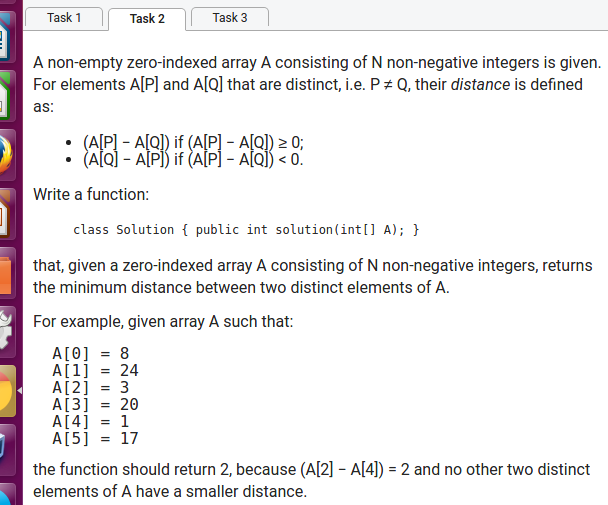 Task 1
Task 2
Task 3
A non-empty zero-indexed array A consisting of N non-negative integers is given.
For elements A[P] and A[Q] that are distinct, i.e. P ≠ Q, their distance is defined
as:
• (A[P] − A[Q]) if (A[P] − A[Q]) ≥ 0;
• (A[Q] − A[P]) if (A[P] − A[Q]) < 0.
Write a function:
class Solution { public int solution(int[] A); }
that, given a zero-indexed array A consisting of N non-negative integers, returns
the minimum distance between two distinct elements of A.
For example, given array A such that:
A[0] = 8
A[1] = 24
A[2] = 3
A[3] = 20
A[4] = 1
A[5] = 17
the function should return 2, because (A[2] − A[4]) = 2 and no other two distinct
elements of A have a smaller distance.